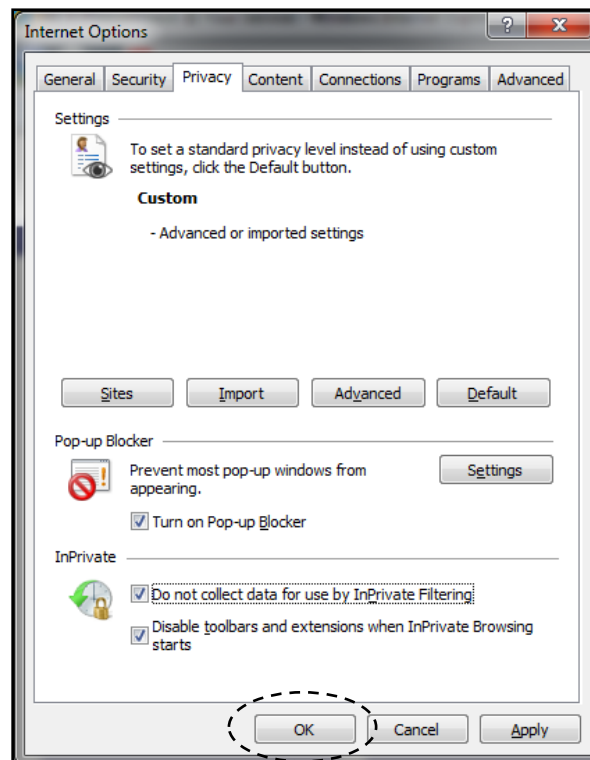 Internet Options
General Security Privacy Content Connections Programs Advanced
Settings
To set a standard privacy level instead of using custom
settings, click the Default button.
Custom
- Advanced or imported settings
Sites Import Advanced Default
Pop-up Blocker
Prevent most pop-up windows from
appearing.
Settings
Turn on Pop-up Blocker
InPrivate
Do not collect data for use by InPrivate Filtering
Disable toolbars and extensions when InPrivate Browsing
starts
OK Cancel Apply